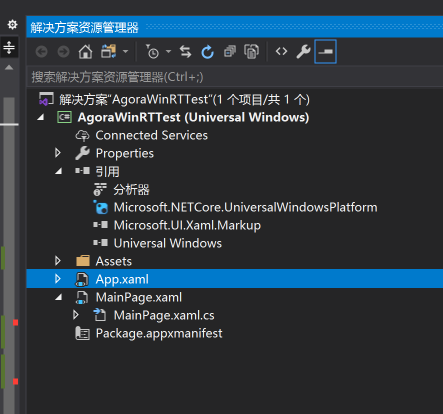 解决方案资源管理器
搜索解决方案资源管理器(Ctrl+;)
解决方案"AgoraWinRTTest"(1 个项目/共 1 个)
C# AgoraWinRTTest (Universal Windows)
Connected Services
Properties
引用
分析器
Microsoft.NETCore.UniversalWindowsPlatform
Microsoft.UI.Xaml.Markup
Universal Windows
Assets
App.xaml
MainPage.xaml
MainPage.xaml.cs
Package.appxmanifest